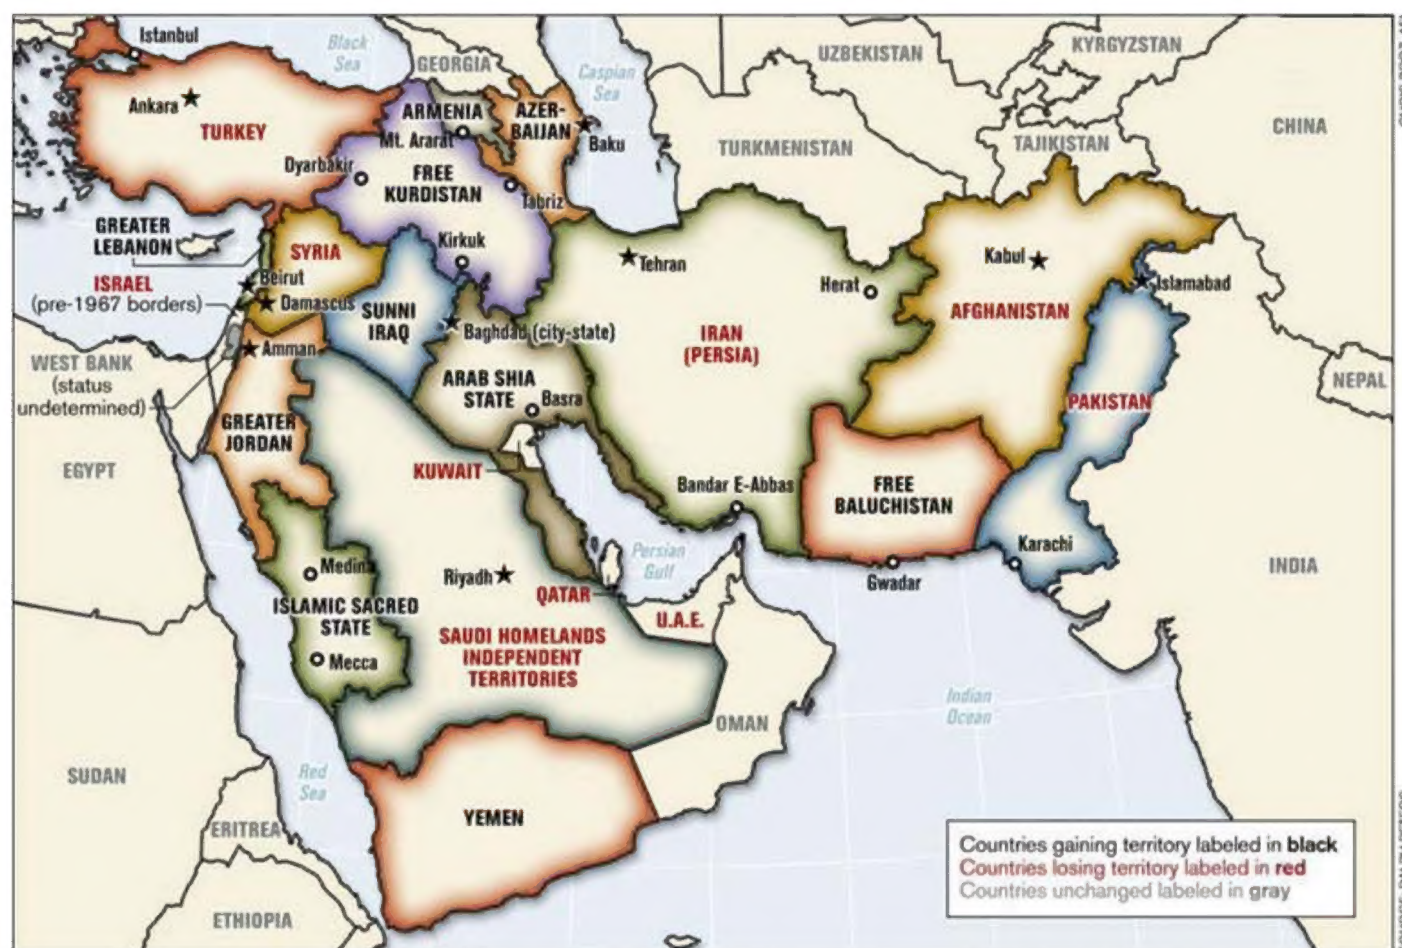 Istanbul
Black
Sea
GEORGIA
Caspian
Sea
UZBEKISTAN
KYRGYZSTAN
Ankara
TURKEY
ARMENIA
AZER-
BAIJAN
Baku
Mt. Ararat
TURKMENISTAN
TAJIKISTAN
CHINA
Dyarbakir
FREE
KURDISTAN
Tabriz
GREATER
LEBANON
SYRIA
Kirkuk
Tehran
Herat
Kabul
Islamabad
ISRAEL
(pre-1967 borders)
Beirut
Damascus
SUNNI
IRAQ
Baghdad (city-state)
IRAN
(PERSIA)
AFGHANISTAN
WEST BANK
(status
undetermined)
Amman
ARAB SHIA
STATE
Basra
PAKISTAN
NEPAL
GREATER
JORDAN
EGYPT
KUWAIT
Bandar E-Abbas
FREE
BALUCHISTAN
Karachi
Gwadar
INDIA
Medina
Riyadh
Persian
Gulf
QATAR
ISLAMIC SACRED
STATE
U.A.E.
Mecca
SAUDI HOMELANDS
INDEPENDENT
TERRITORIES
Indian
Ocean
OMAN
SUDAN
Red
Sea
YEMEN
ERITREA
ETHIOPIA
Countries gaining territory labeled in black
Countries losing territory labeled in red
Countries unchanged labeled in gray